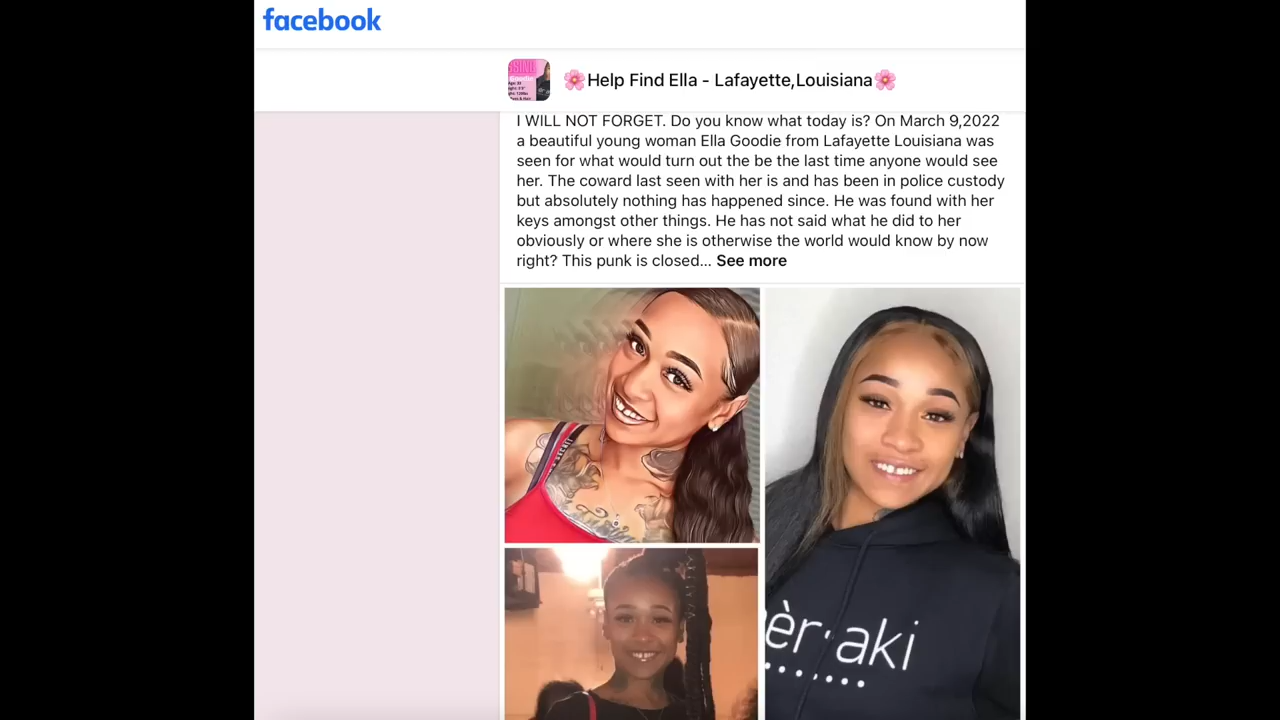 facebook
🌸Help Find Ella - Lafayette,Louisiana🌸
I WILL NOT FORGET. Do you know what today is? On March 9,2022
a beautiful young woman Ella Goodie from Lafayette Louisiana was
seen for what would turn out the be the last time anyone would see
her. The coward last seen with her is and has been in police custody
but absolutely nothing has happened since. He was found with her
keys amongst other things. He has not said what he did to her
obviously or where she is otherwise the world would know by now
right? This punk is closed... See more
èr·aki